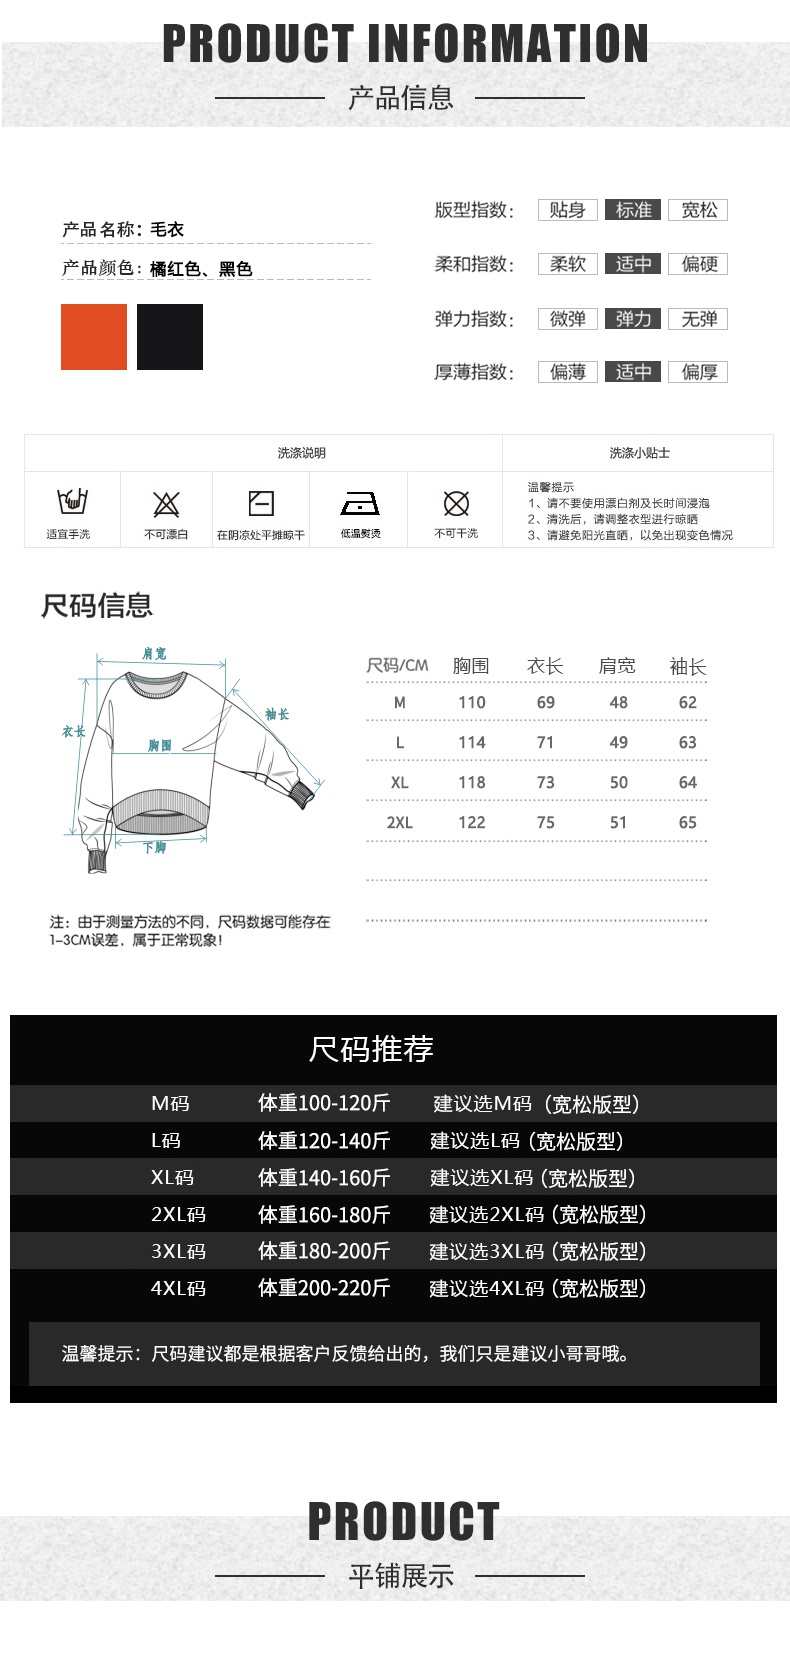 PRODUCT INFORMATION
产品信息
产品名称：毛衣
产品颜色：橘红色、黑色
版型指数： 贴身 标准 宽松
柔和指数： 柔软 适中 偏硬
弹力指数： 微弹 弹力 无弹
厚薄指数： 偏薄 适中 偏厚
洗涤说明 洗涤小贴士
适宜手洗 不可漂白 在阴凉处平摊晾干 低温熨烫 不可干洗
温馨提示
1、请不要使用漂白剂及长时间浸泡
2、清洗后，请调整衣型进行晾晒
3、请避免阳光直晒，以免出现变色情况
尺码信息
肩宽
袖长
衣长
胸围
下脚
尺码/CM 胸围 衣长 肩宽 袖长
M 110 69 48 62
L 114 71 49 63
XL 118 73 50 64
2XL 122 75 51 65
注：由于测量方法的不同，尺码数据可能存在
1-3CM误差，属于正常现象！
尺码推荐
M码 体重100-120斤 建议选M码（宽松版型）
L码 体重120-140斤 建议选L码（宽松版型）
XL码 体重140-160斤 建议选XL码（宽松版型）
2XL码 体重160-180斤 建议选2XL码（宽松版型）
3XL码 体重180-200斤 建议选3XL码（宽松版型）
4XL码 体重200-220斤 建议选4XL码（宽松版型）
温馨提示：尺码建议都是根据客户反馈给出的，我们只是建议小哥哥哦。
PRODUCT
平铺展示